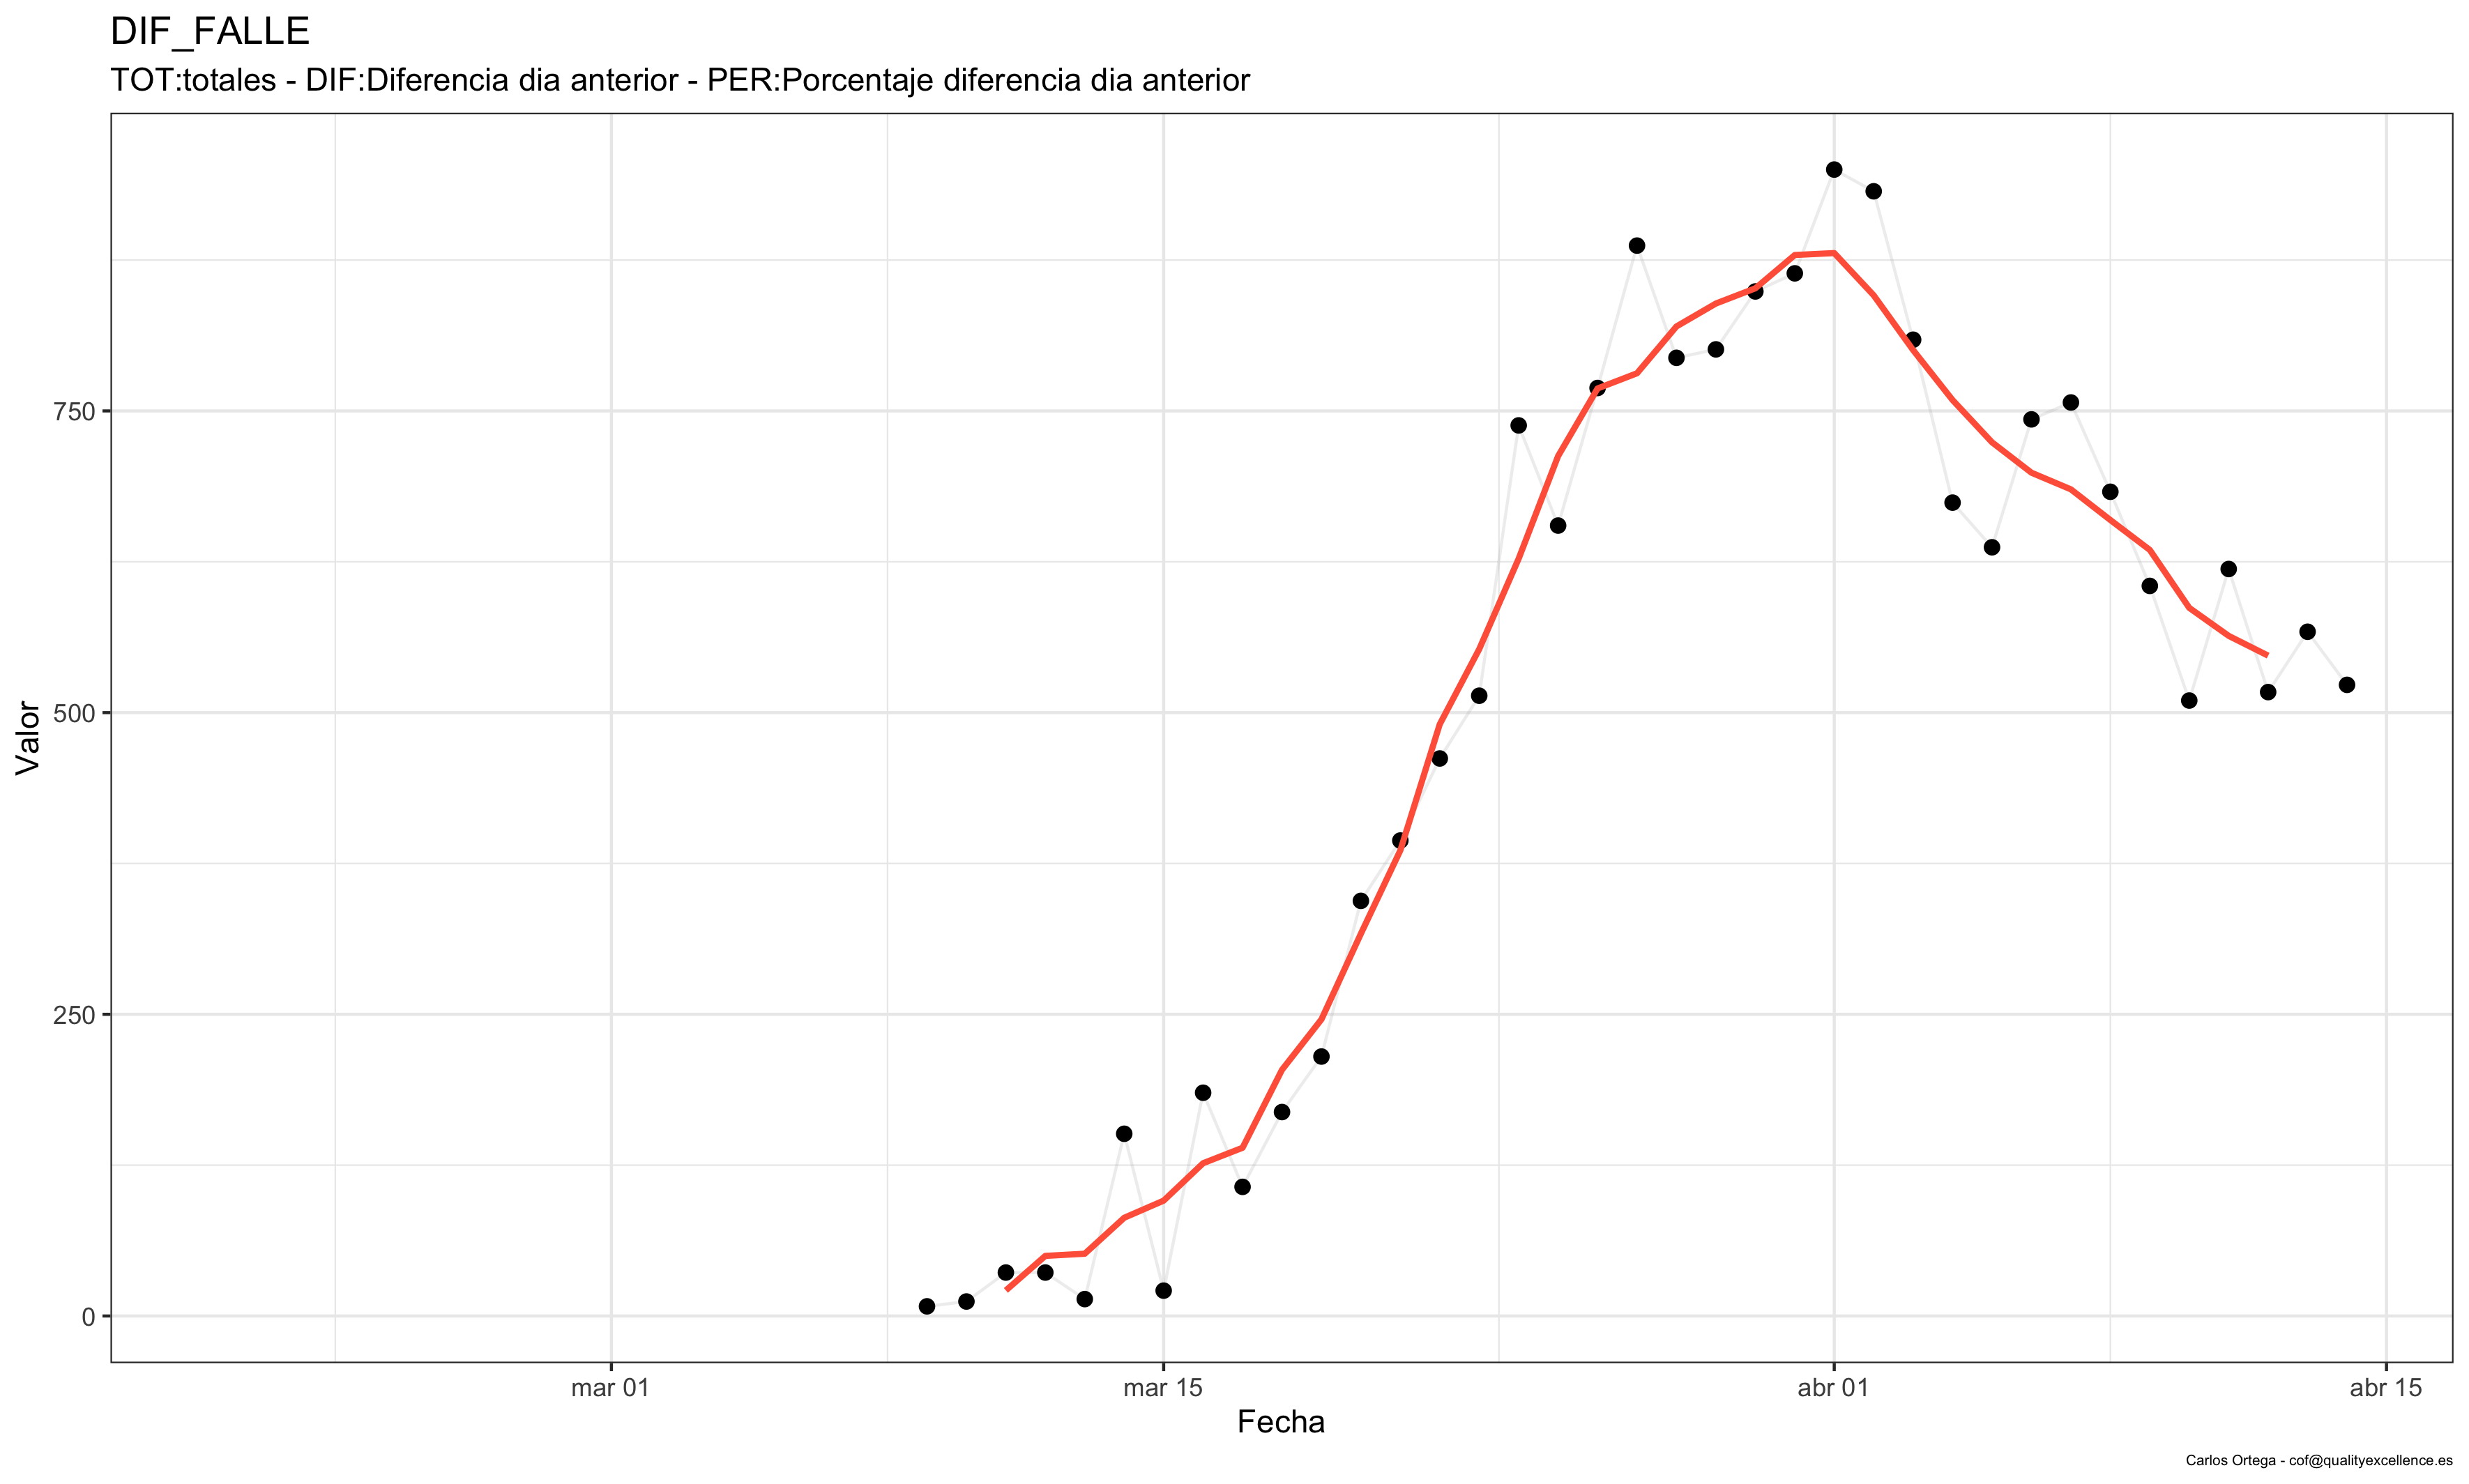 DIF_FALLE
TOT:totales - DIF:Diferencia dia anterior - PER:Porcentaje diferencia dia anterior
Valor
750
500
250
0
mar 01
mar 15
abr 01
abr 15
Fecha
Carlos Ortega - cof@qualityexcellence.es